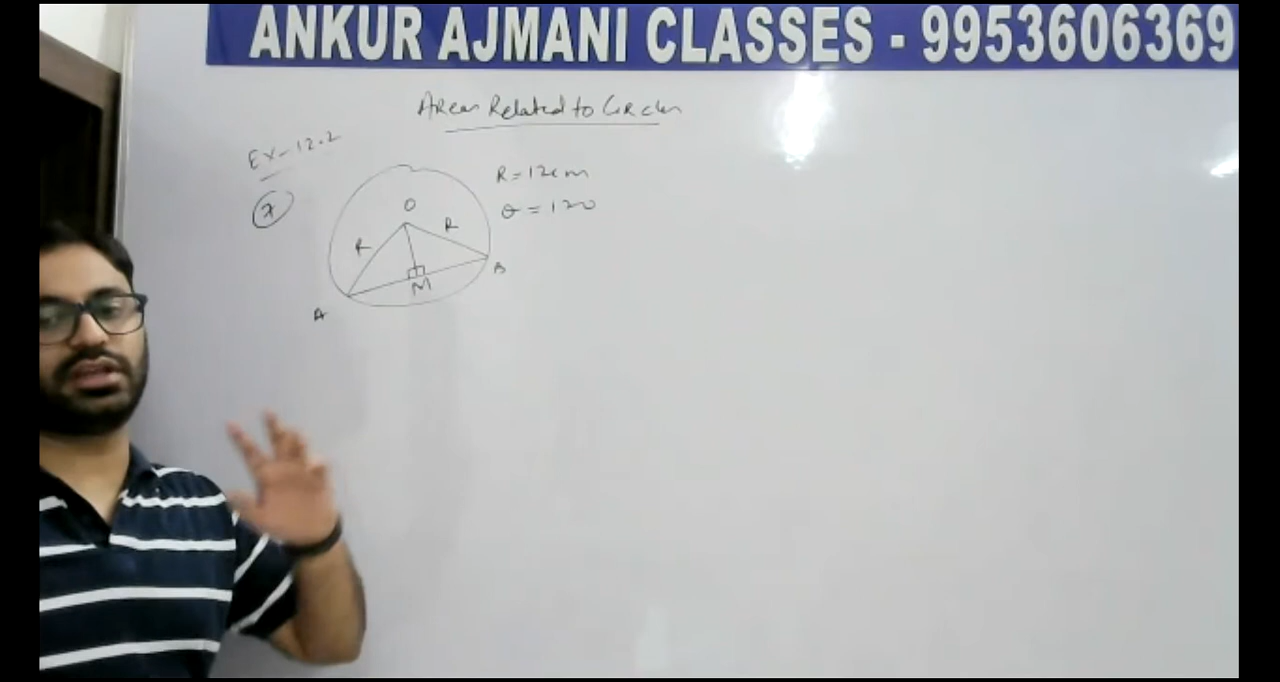 ANKUR AJMANI CLASSES - 9953606369
Areas Related to Circles
Ex-12.2
7
R = 12cm
θ = 120
O
R
R
M
B
A